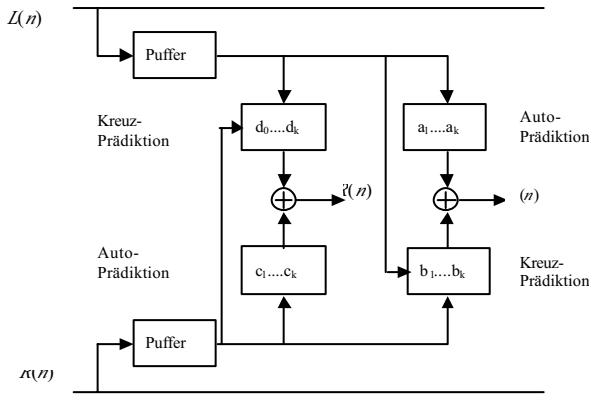 L(n)
Puffer
Kreuz-
Prädiktion
d₀....dₖ
a₁....aₖ
Auto-
Prädiktion
(n)
(n)
Auto-
Prädiktion
c₁....cₖ
b₁....bₖ
Kreuz-
Prädiktion
Puffer
R(n)